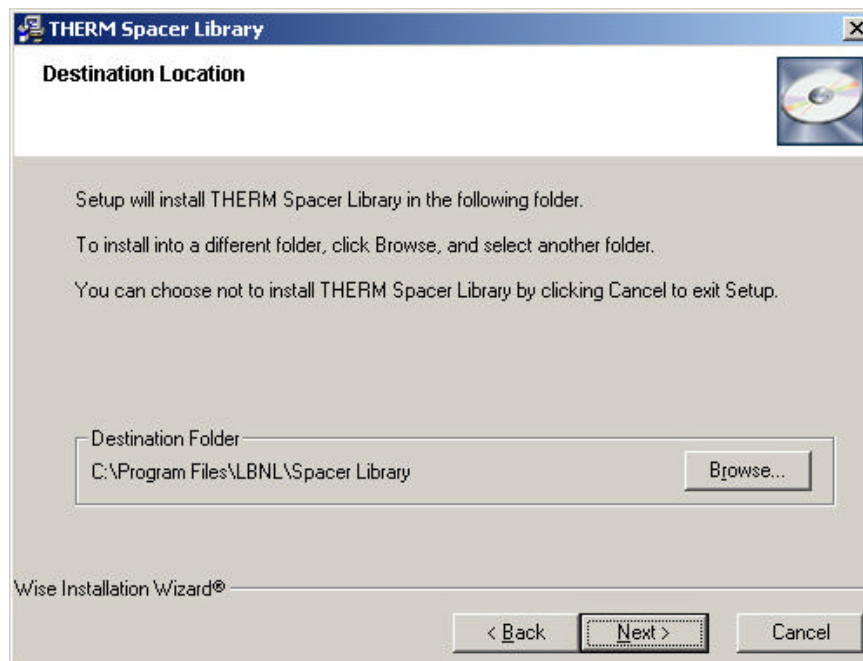 THERM Spacer Library
Destination Location
Setup will install THERM Spacer Library in the following folder.
To install into a different folder, click Browse, and select another folder.
You can choose not to install THERM Spacer Library by clicking Cancel to exit Setup.
Destination Folder
C:\Program Files\LBNL\Spacer Library
Browse...
Wise Installation Wizard®
< Back
Next >
Cancel